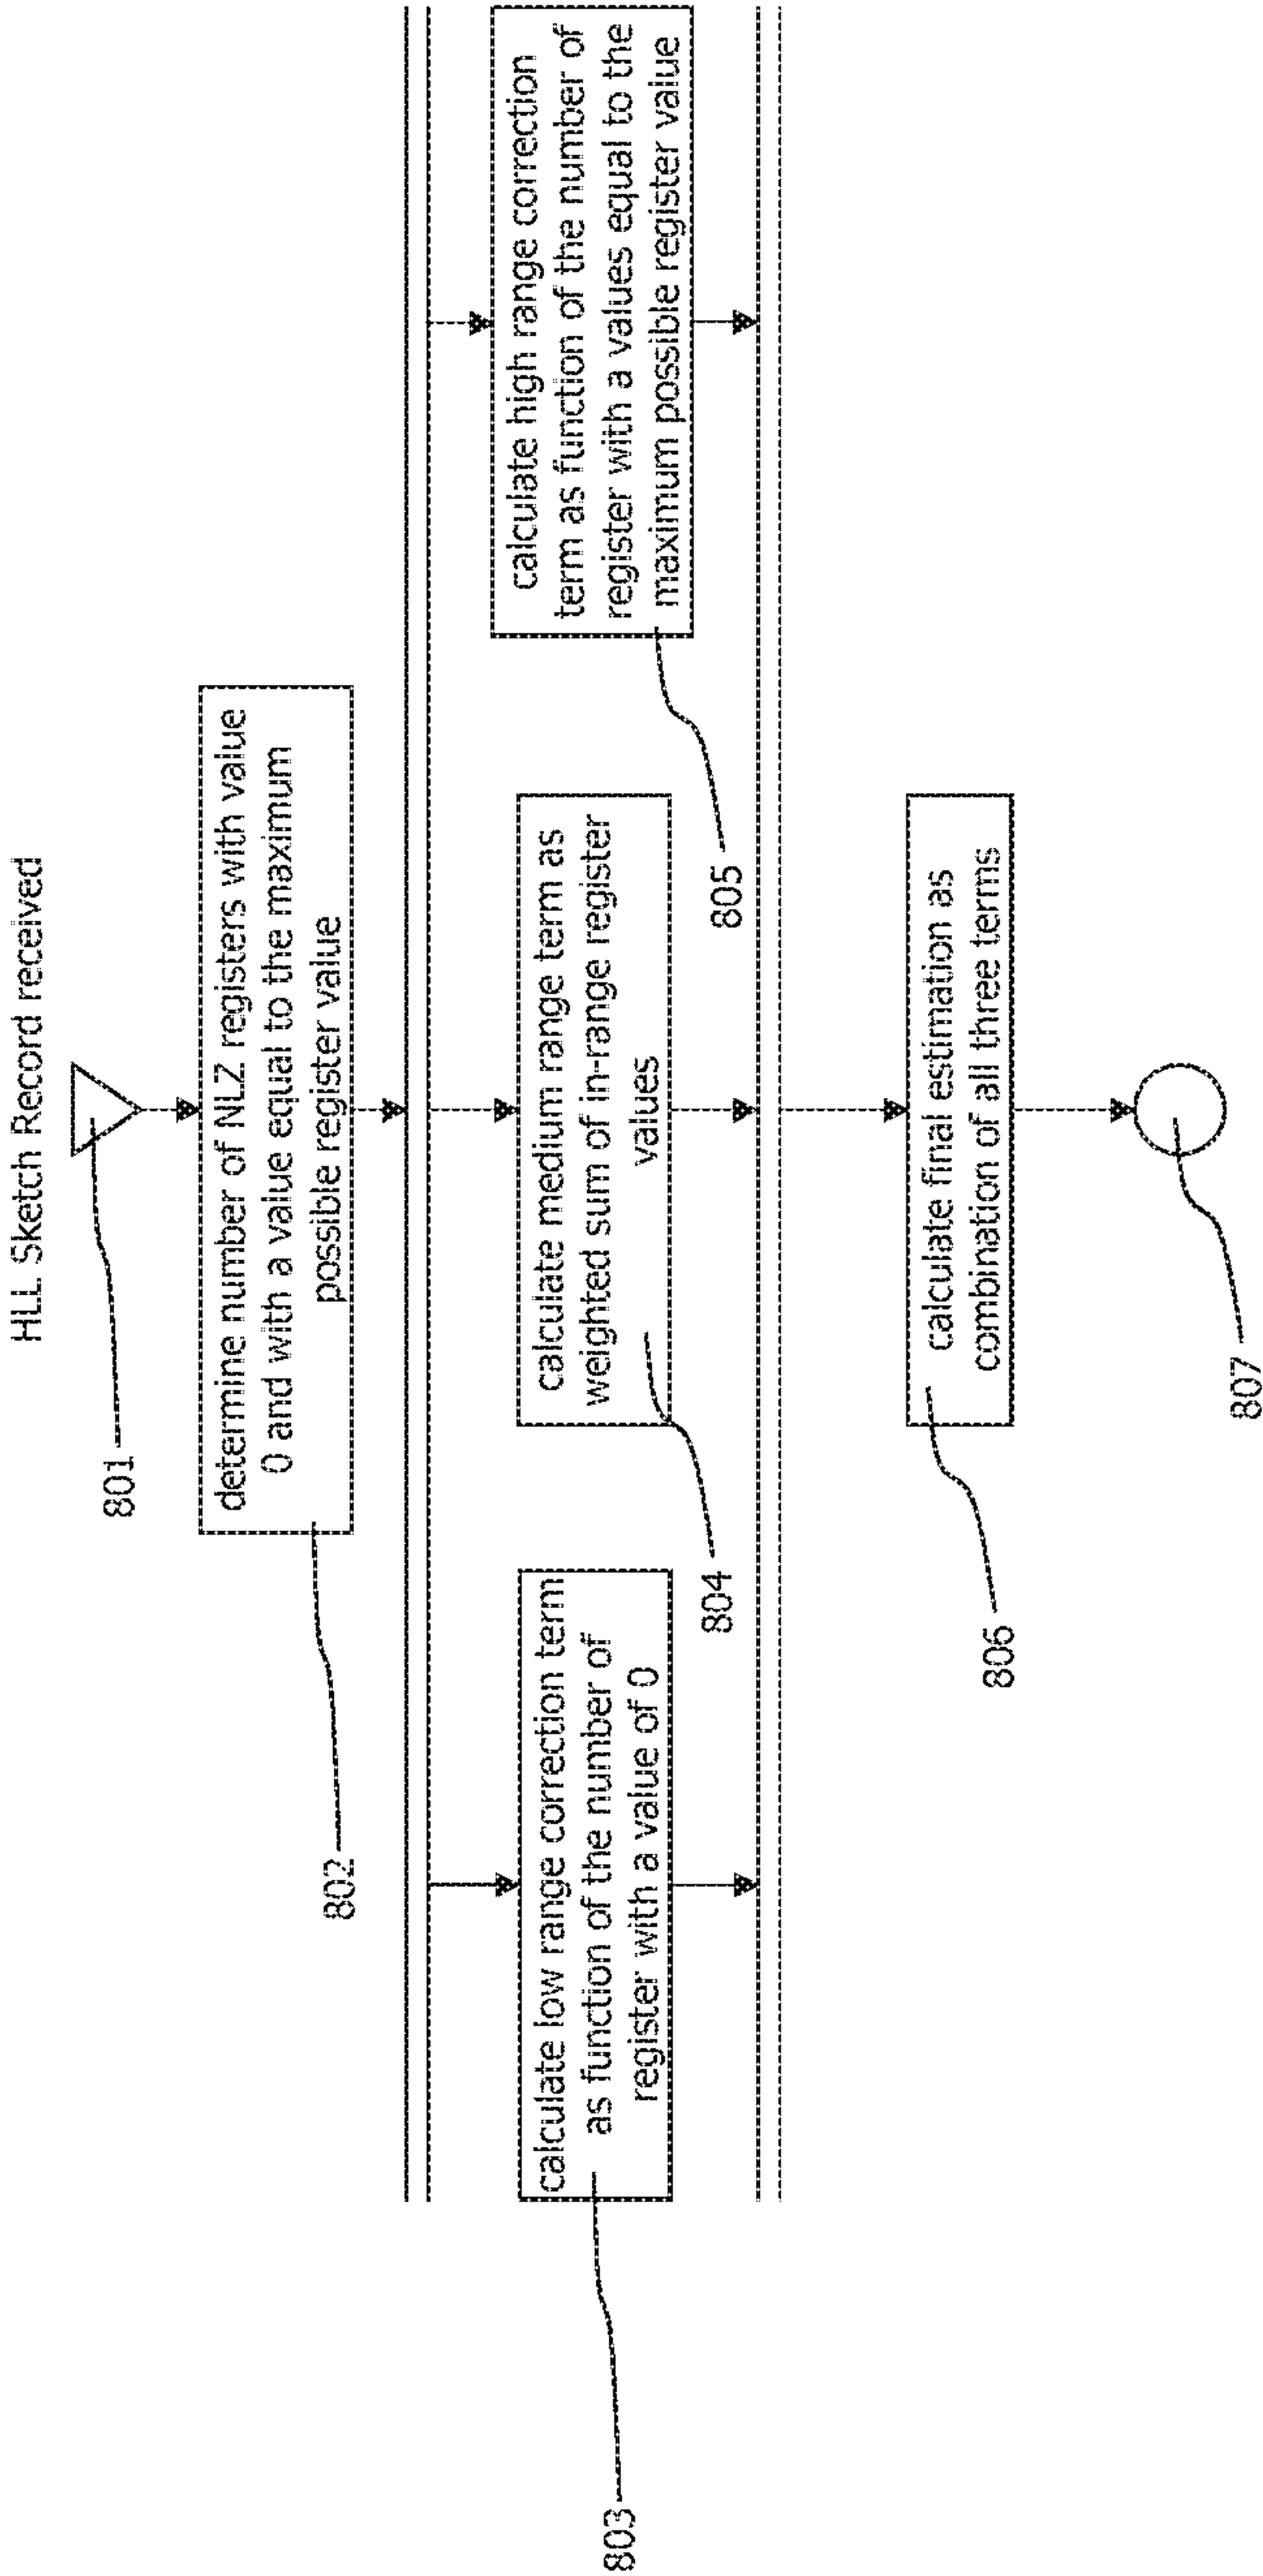 HLL Sketch Record received
801
determine number of NLZ registers with value
0 and with a value equal to the maximum
possible register value
802
calculate low range correction term
as function of the number of
register with a value of 0
803
calculate medium range term as
weighted sum of in-range register
values
804
calculate high range correction
term as function of the number of
register with a values equal to the
maximum possible register value
805
calculate final estimation as
combination of all three terms
806
807